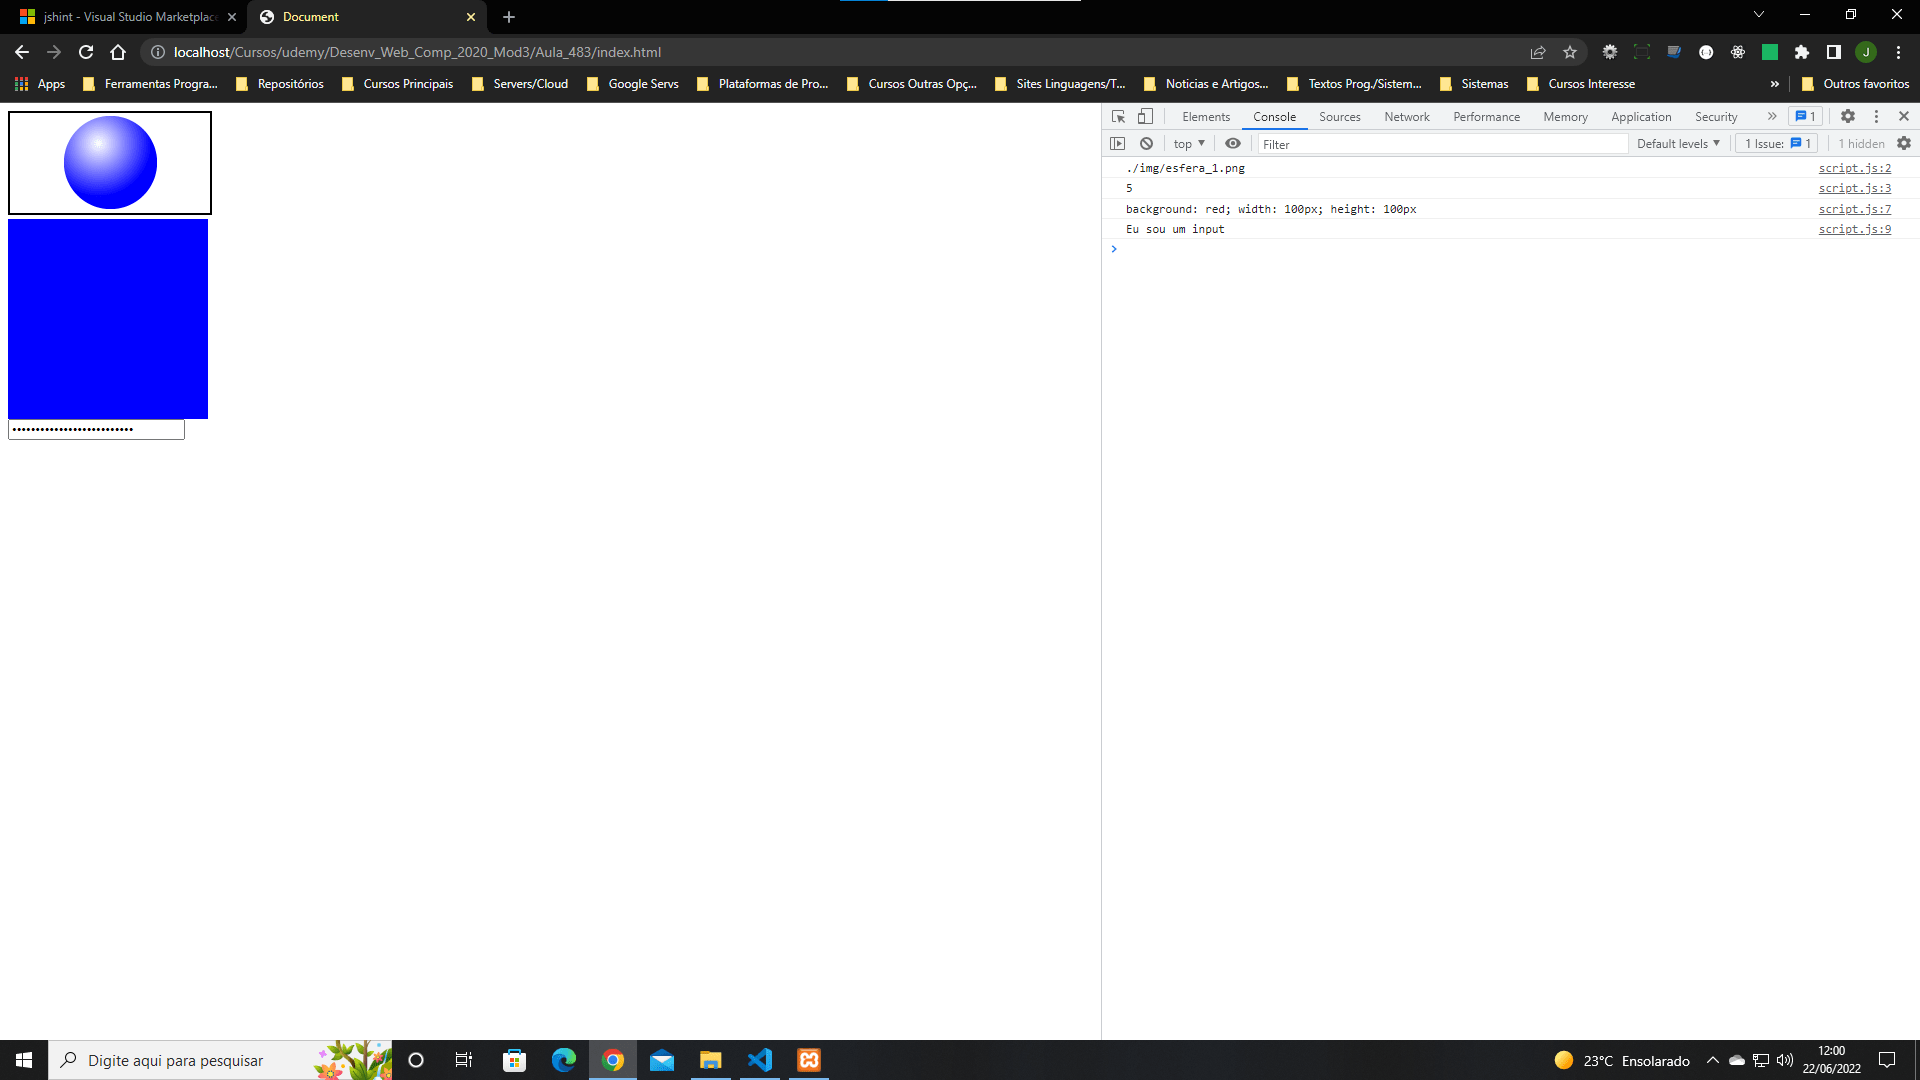 jshint - Visual Studio Marketplace
Document
localhost/Cursos/udemy/Desenv_Web_Comp_2020_Mod3/Aula_483/index.html
J
Apps
Ferramentas Progra...
Repositórios
Cursos Principais
Servers/Cloud
Google Servs
Plataformas de Pro...
Cursos Outras Opç...
Sites Linguagens/T...
Noticias e Artigos...
Textos Prog./Sistem...
Sistemas
Cursos Interesse
»
Outros favoritos
Elements
Console
Sources
Network
Performance
Memory
Application
Security
»
1
top
Filter
Default levels
1 Issue: 1
1 hidden
./img/esfera_1.png script.js:2
5 script.js:3
background: red; width: 100px; height: 100px script.js:7
Eu sou um input script.js:9
••••••••••••••••••••••••••
Digite aqui para pesquisar
23°C Ensolarado
12:00
22/06/2022